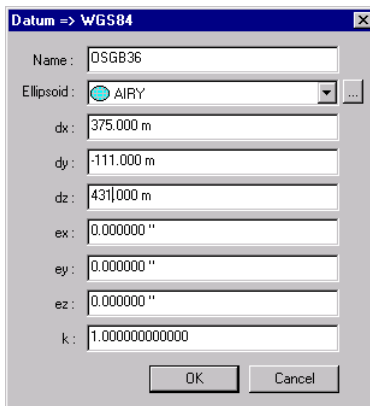 Datum => WGS84
Name : OSGB36
Ellipsoid : AIRY ...
dx : 375.000 m
dy : -111.000 m
dz : 431.000 m
ex : 0.000000 "
ey : 0.000000 "
ez : 0.000000 "
k : 1.000000000000
OK Cancel